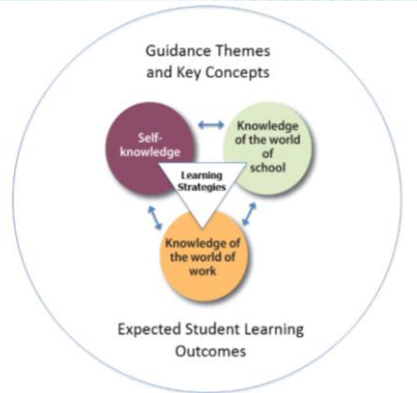 Guidance Themes
and Key Concepts
Self-
knowledge
Knowledge
of the world
of
school
Learning
Strategies
Knowledge of
the world of
work
Expected Student Learning
Outcomes